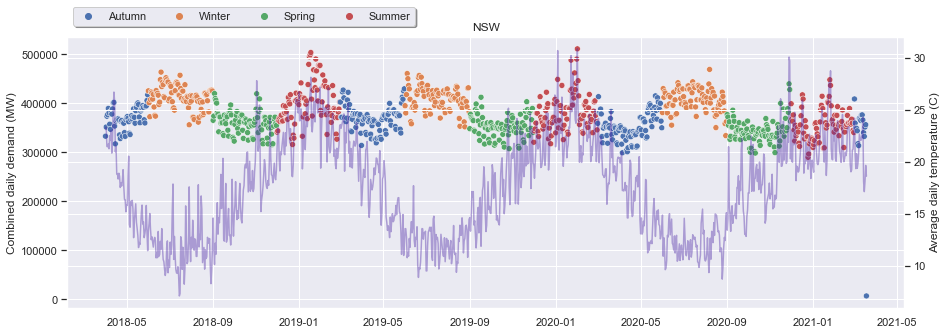 Autumn Winter Spring Summer
NSW
Combined daily demand (MW)
500000
400000
300000
200000
100000
0
30
25
20
15
10
Average daily temperature (C)
2018-05 2018-09 2019-01 2019-05 2019-09 2020-01 2020-05 2020-09 2021-01 2021-05